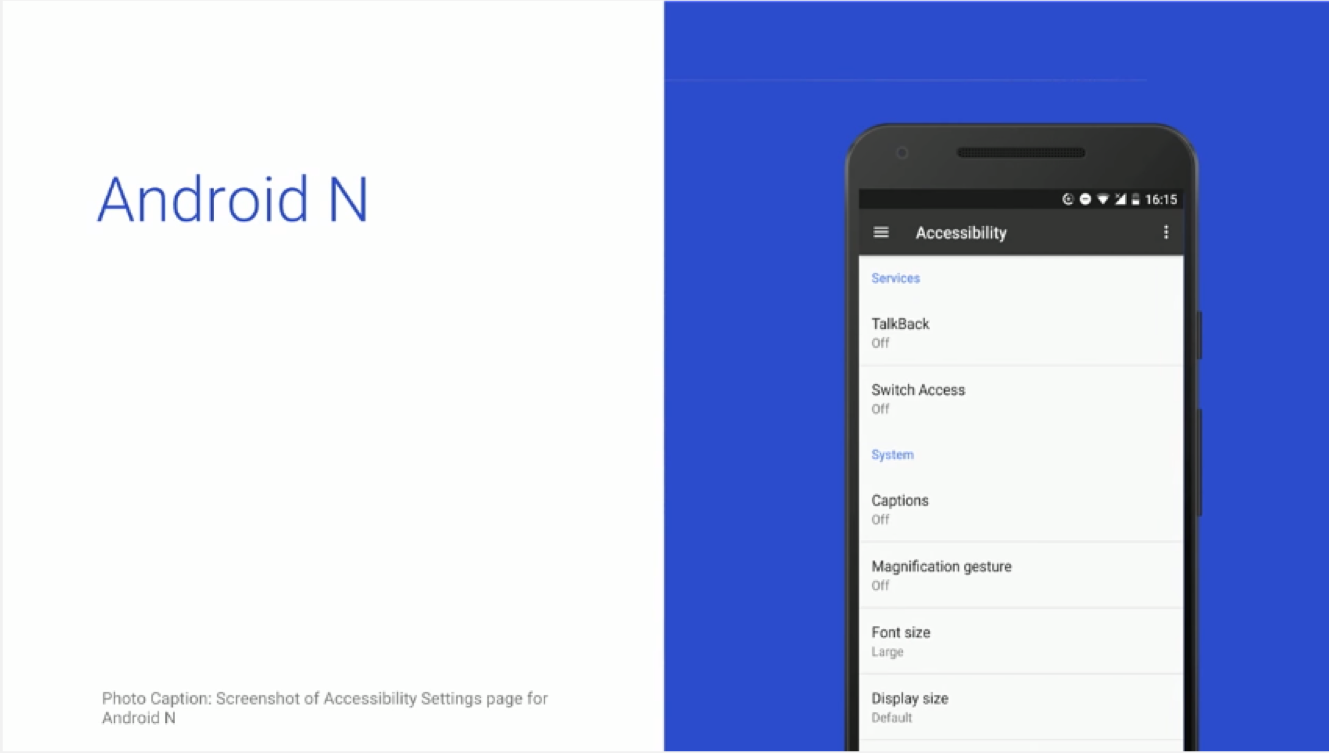 Android N
Photo Caption: Screenshot of Accessibility Settings page for
Android N
16:15
Accessibility
Services
TalkBack
Off
Switch Access
Off
System
Captions
Off
Magnification gesture
Off
Font size
Large
Display size
Default